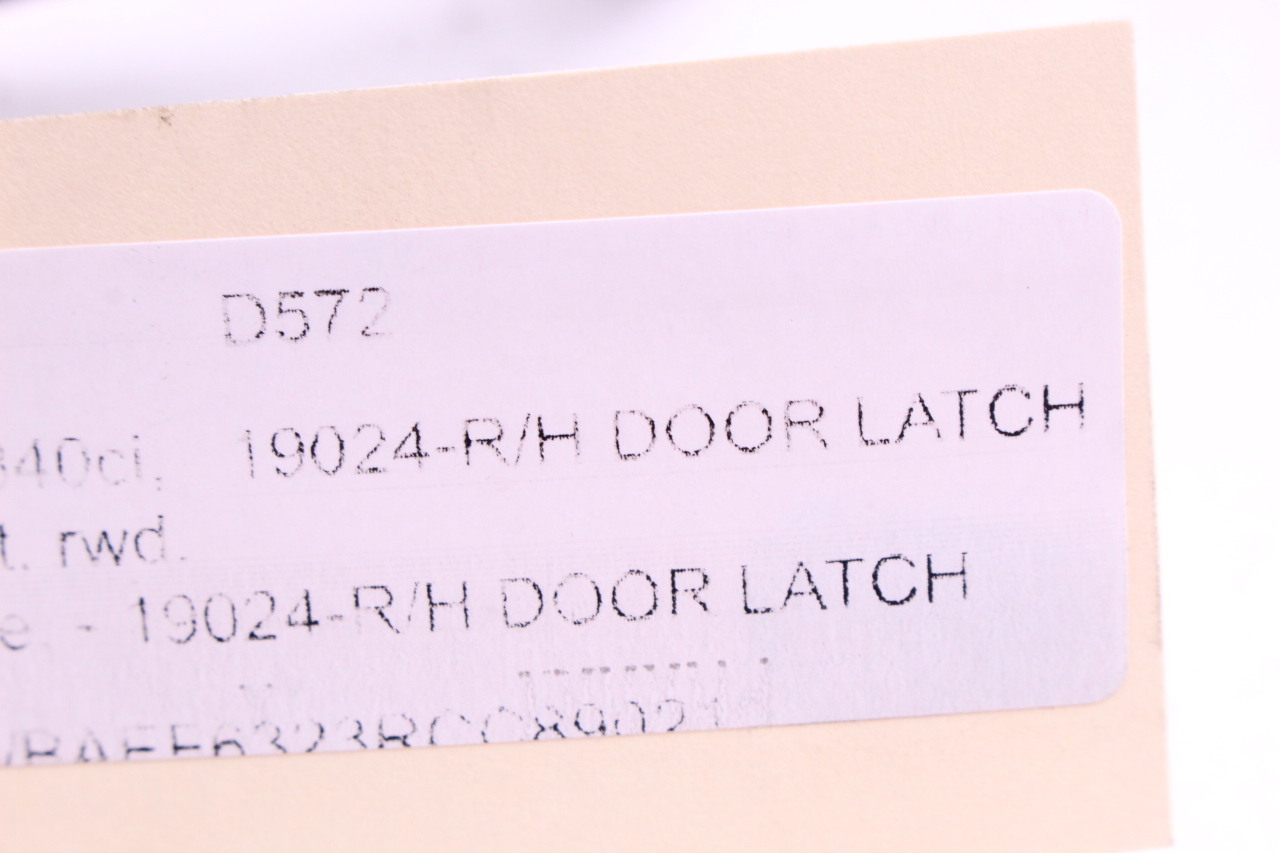 D572
340ci, 19024-R/H DOOR LATCH
t. rwd.
e - 19024-R/H DOOR LATCH